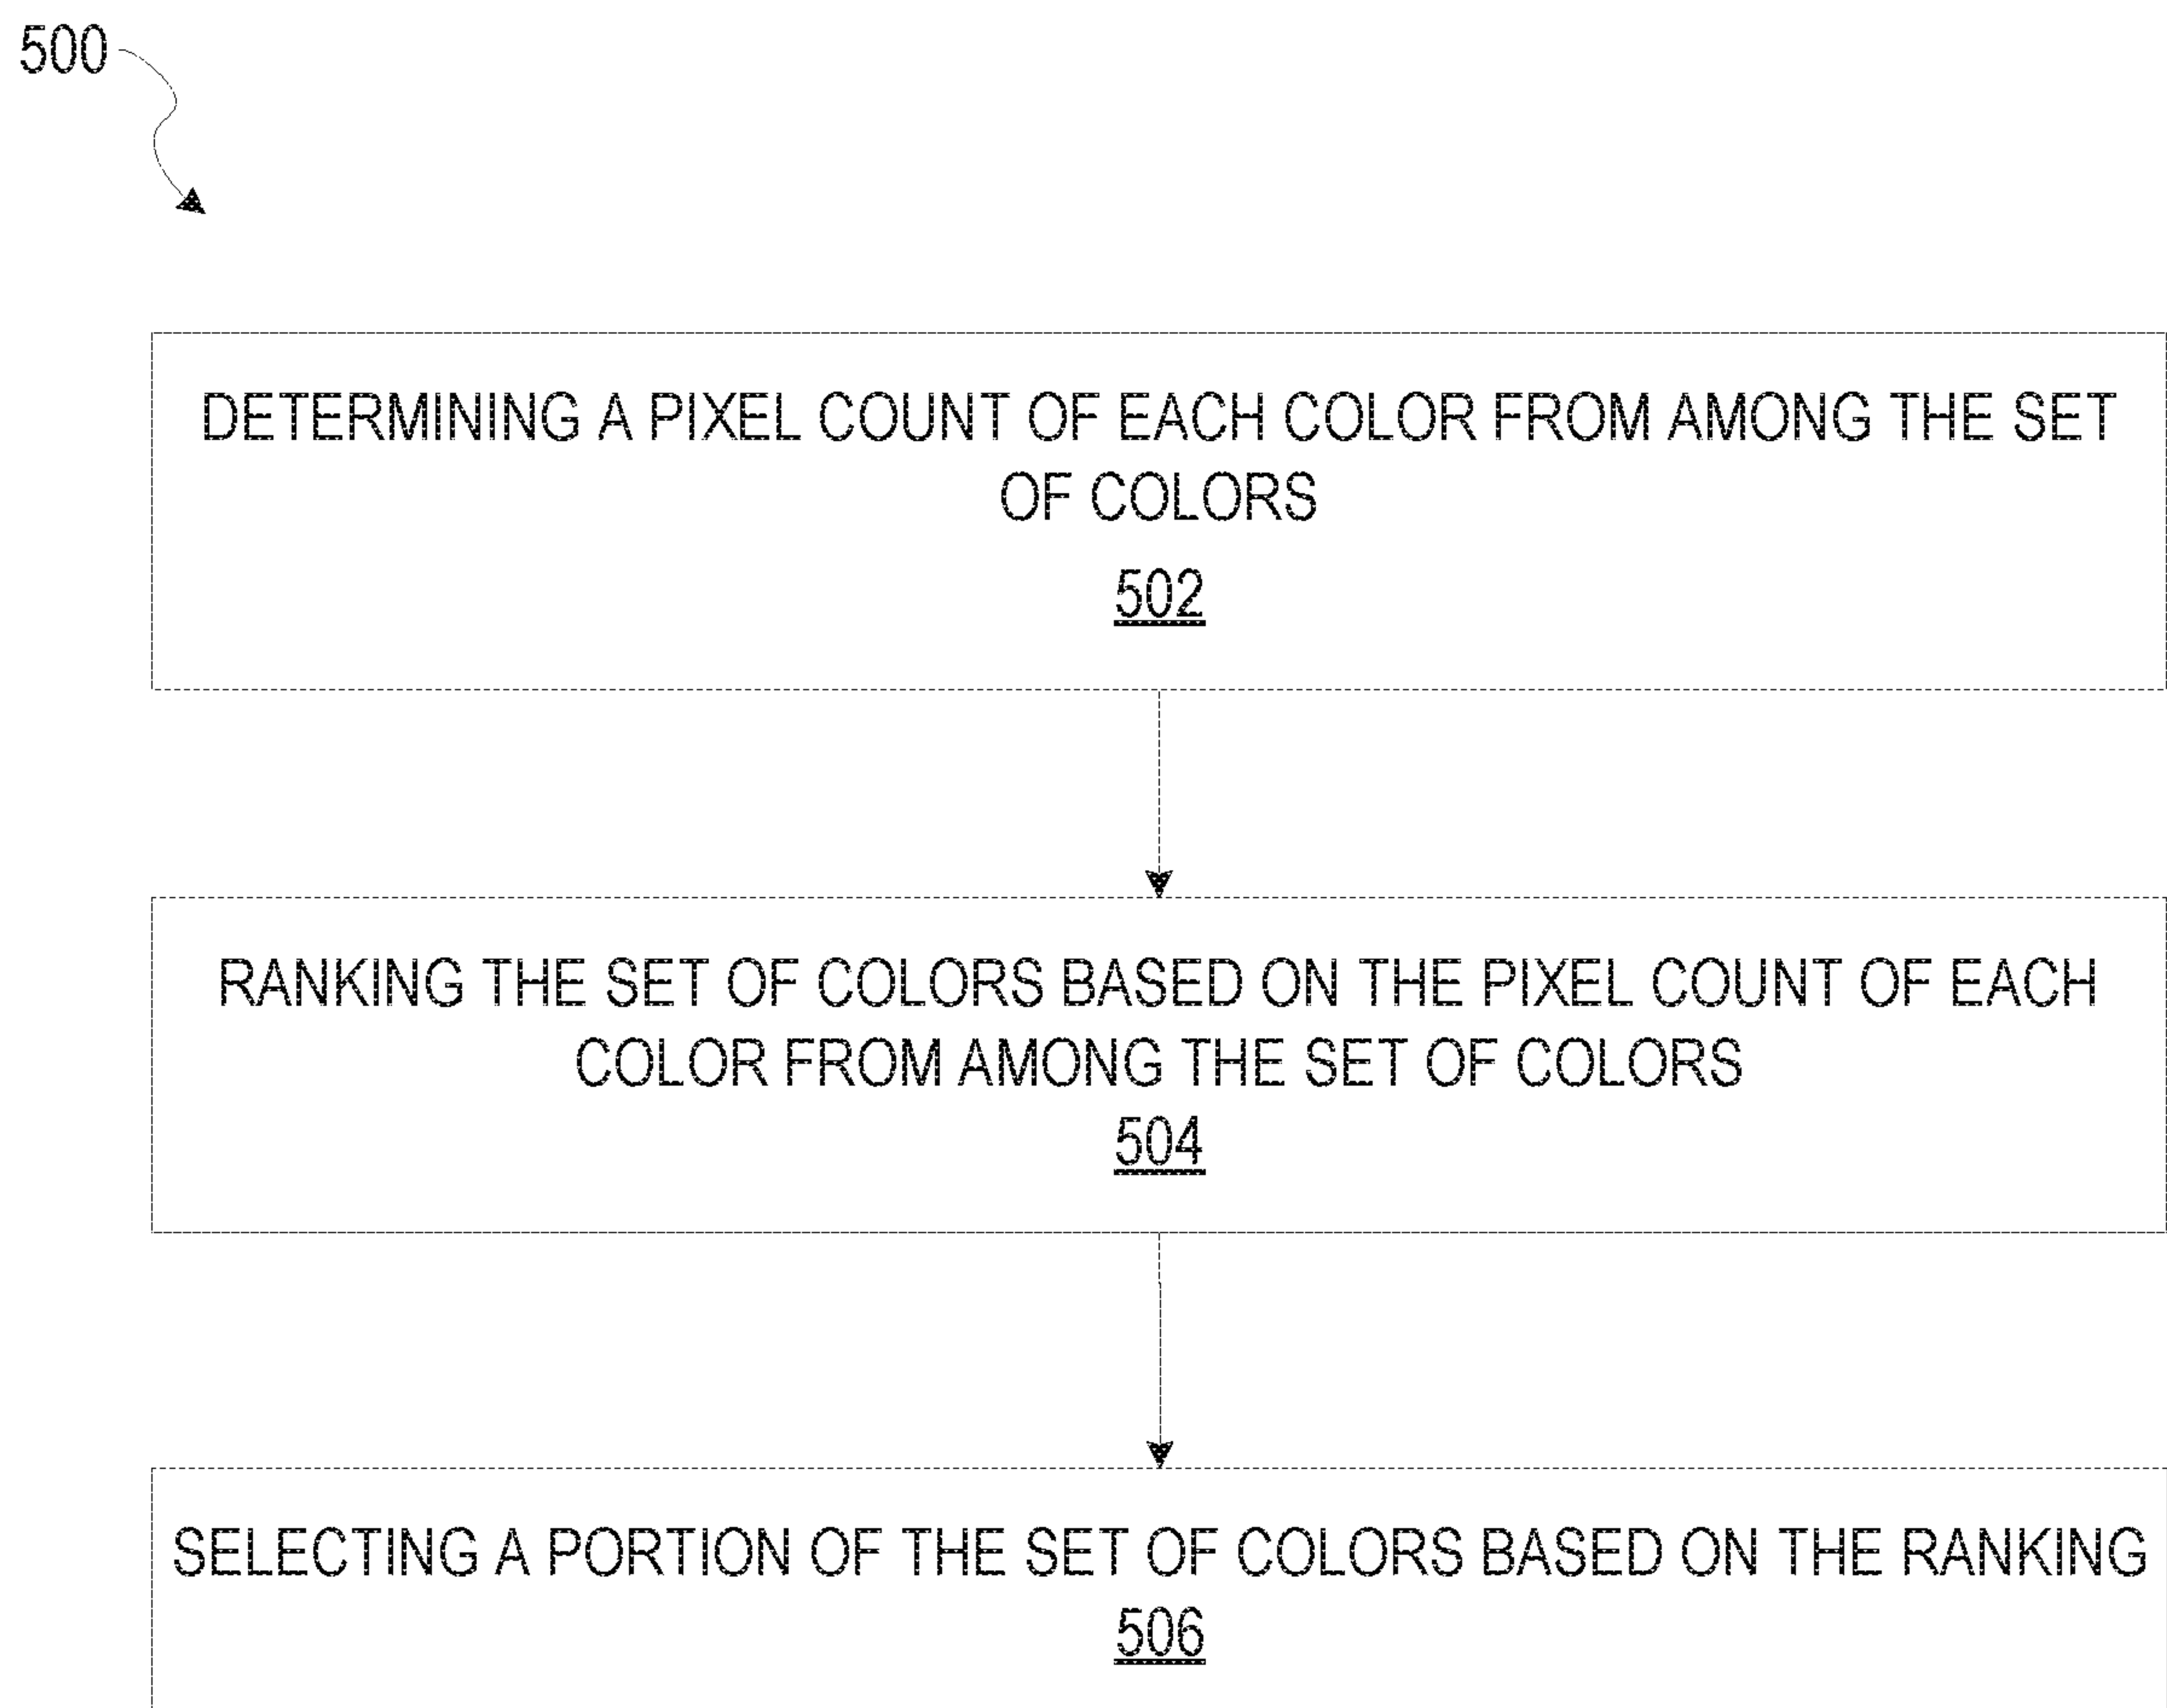 500
DETERMINING A PIXEL COUNT OF EACH COLOR FROM AMONG THE SET
OF COLORS
502
RANKING THE SET OF COLORS BASED ON THE PIXEL COUNT OF EACH
COLOR FROM AMONG THE SET OF COLORS
504
SELECTING A PORTION OF THE SET OF COLORS BASED ON THE RANKING
506